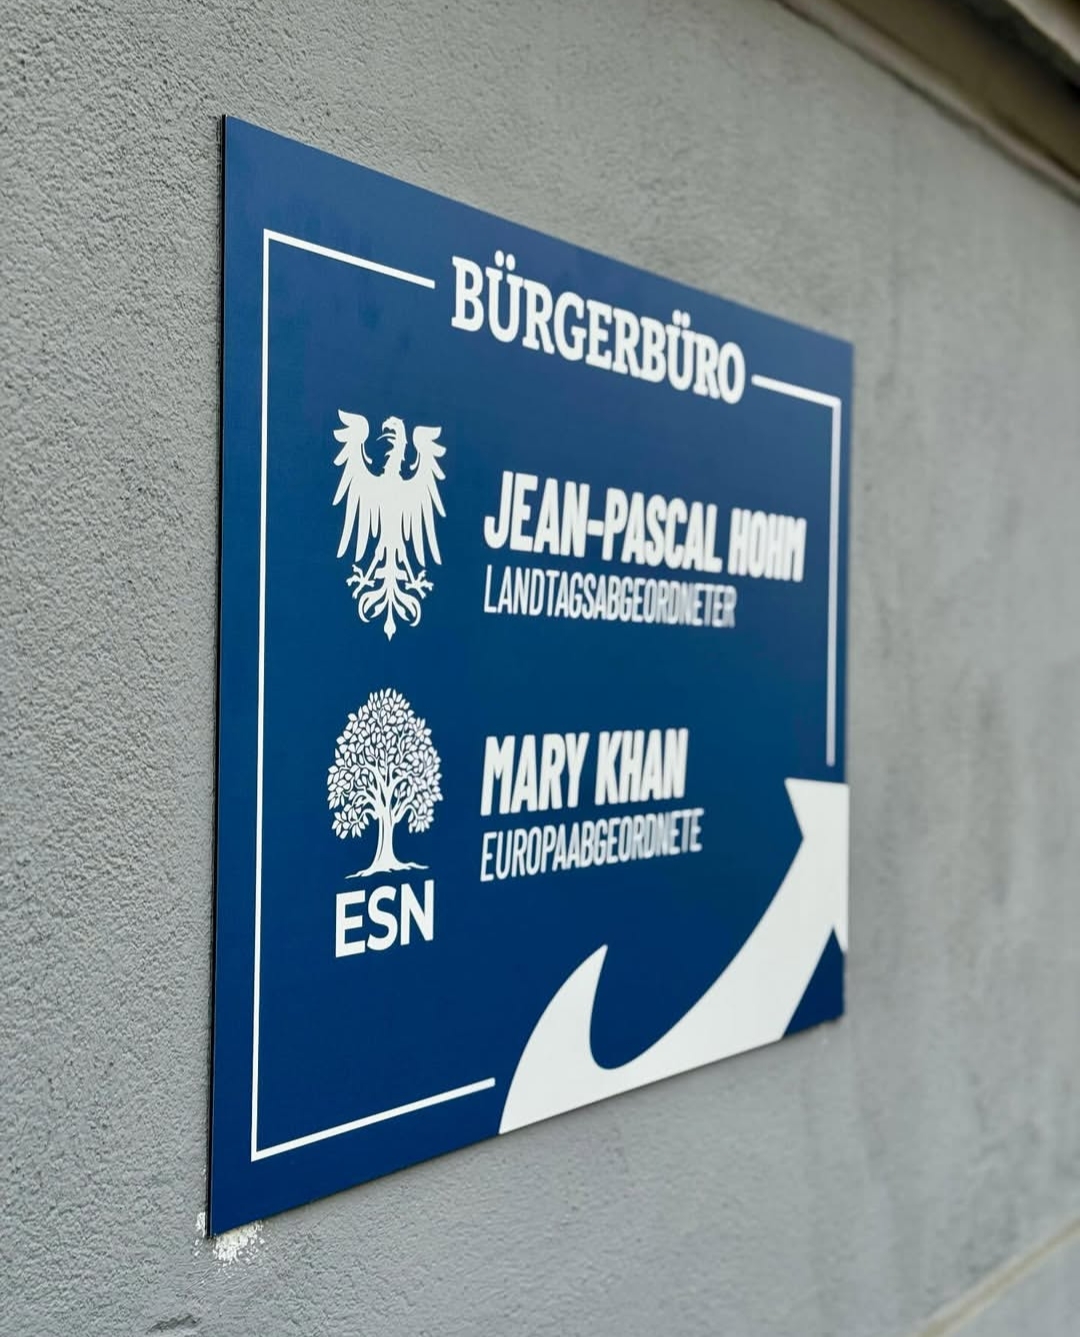 BÜRGERBÜRO
JEAN-PASCAL HOHM
LANDTAGSABGEORDNETER
MARY KHAN
EUROPAABGEORDNETE
ESN